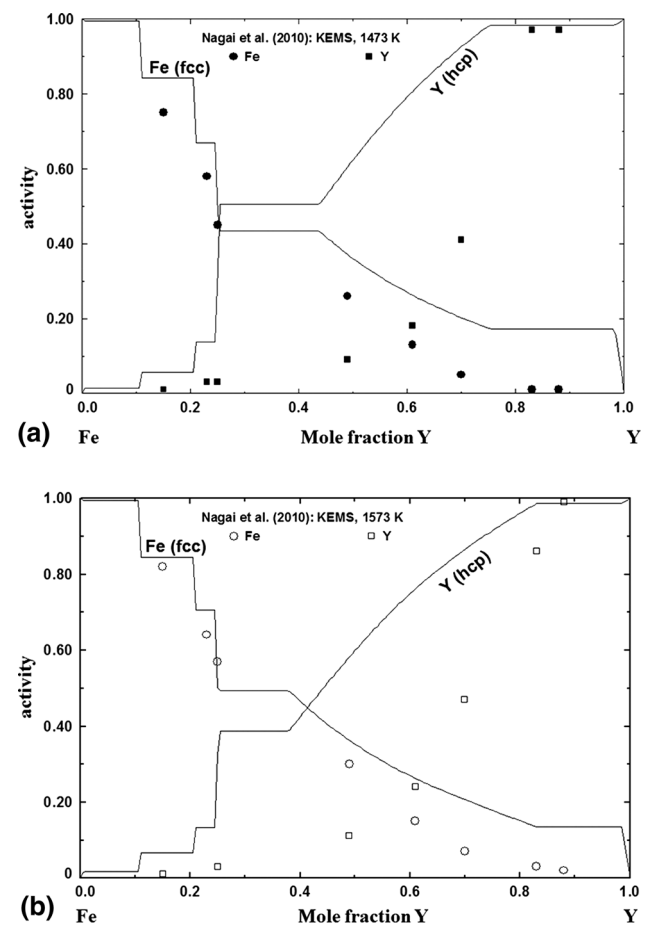 1.00
Nagai et al. (2010): KEMS, 1473 K
Fe Y
Fe (fcc)
Y (hcp)
0.80
0.60
activity
0.40
0.20
0
0.0 0.2 0.4 0.6 0.8 1.0
(a) Fe Mole fraction Y Y
1.00
Nagai et al. (2010): KEMS, 1573 K
Fe Y
Fe (fcc)
Y (hcp)
0.80
0.60
activity
0.40
0.20
0
0.0 0.2 0.4 0.6 0.8 1.0
(b) Fe Mole fraction Y Y